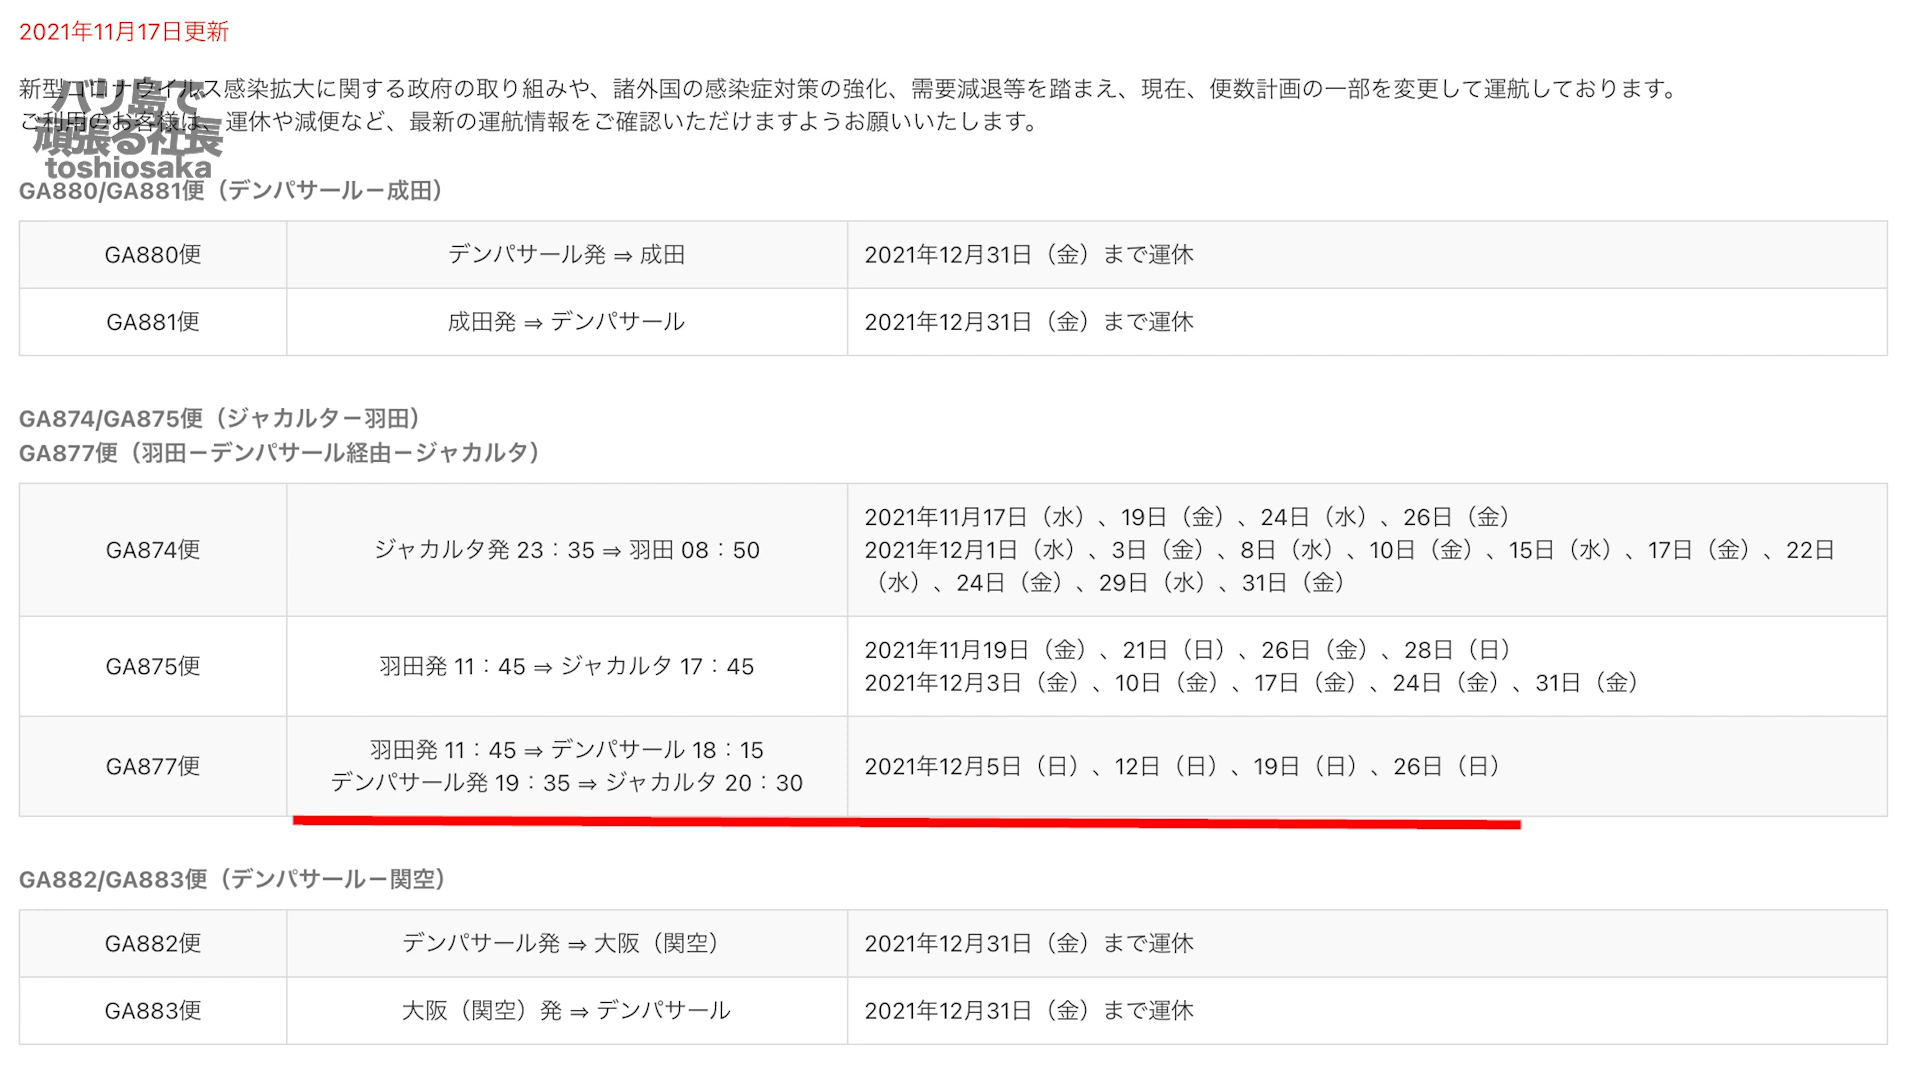 2021年11月17日更新
新型コロナウイルス感染拡大に関する政府の取り組みや、諸外国の感染症対策の強化、需要減退等を踏まえ、現在、便数計画の一部を変更して運航しております。
ご利用のお客様は、運休や減便など、最新の運航情報をご確認いただけますようお願いいたします。
バリ島で
頑張る社長
toshiosaka
GA880/GA881便（デンパサールー成田）
GA880便 デンパサール発 ⇒ 成田 2021年12月31日（金）まで運休
GA881便 成田発 ⇒ デンパサール 2021年12月31日（金）まで運休
GA874/GA875便（ジャカルター羽田）
GA877便（羽田ーデンパサール経由ージャカルタ）
GA874便 ジャカルタ発 23：35 ⇒ 羽田 08：50 2021年11月17日（水）、19日（金）、24日（水）、26日（金）
2021年12月1日（水）、3日（金）、8日（水）、10日（金）、15日（水）、17日（金）、22日
（水）、24日（金）、29日（水）、31日（金）
GA875便 羽田発 11：45 ⇒ ジャカルタ 17：45 2021年11月19日（金）、21日（日）、26日（金）、28日（日）
2021年12月3日（金）、10日（金）、17日（金）、24日（金）、31日（金）
GA877便 羽田発 11：45 ⇒ デンパサール 18：15
デンパサール発 19：35 ⇒ ジャカルタ 20：30 2021年12月5日（日）、12日（日）、19日（日）、26日（日）
GA882/GA883便（デンパサールー関空）
GA882便 デンパサール発 ⇒ 大阪（関空） 2021年12月31日（金）まで運休
GA883便 大阪（関空）発 ⇒ デンパサール 2021年12月31日（金）まで運休